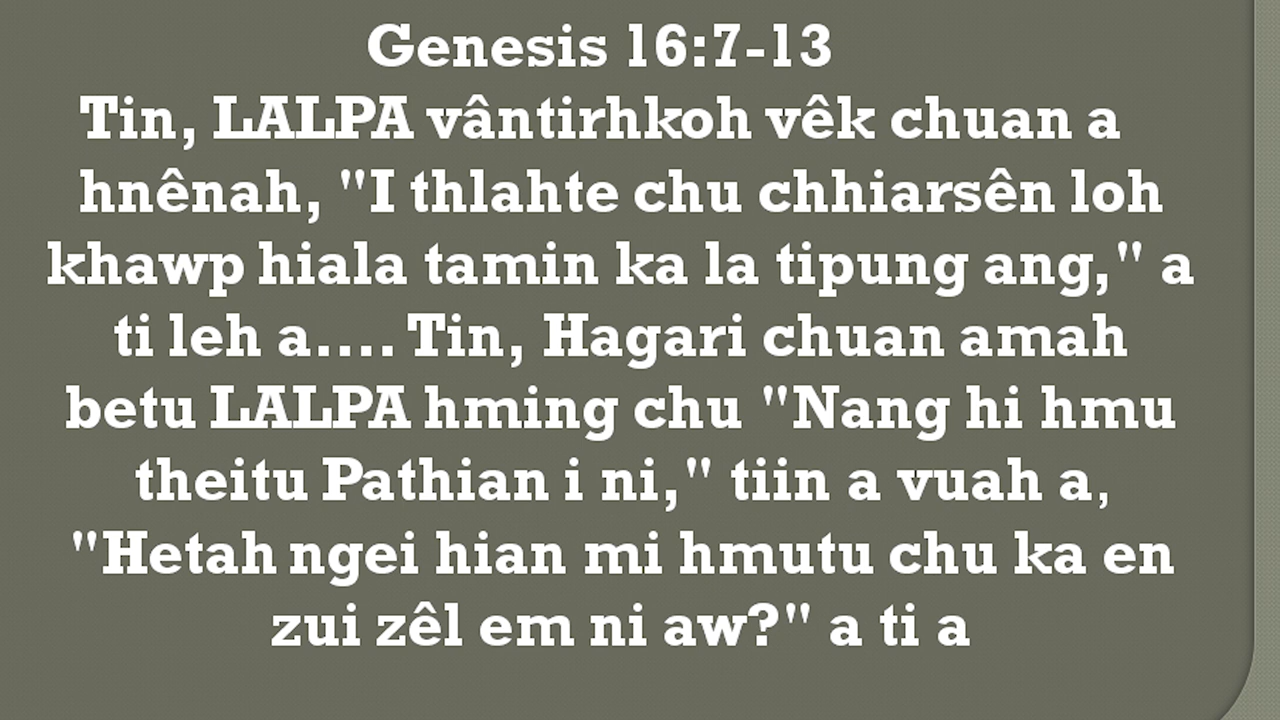 Genesis 16:7-13
Tin, LALPA vântirhkoh vêk chuan a
hnênah, "I thlahte chu chhiarsên loh
khawp hiala tamin ka la tipung ang," a
ti leh a.... Tin, Hagari chuan amah
betu LALPA hming chu "Nang hi hmu
theitu Pathian i ni," tiin a vuah a,
"Hetah ngei hian mi hmutu chu ka en
zui zêl em ni aw?" a ti a